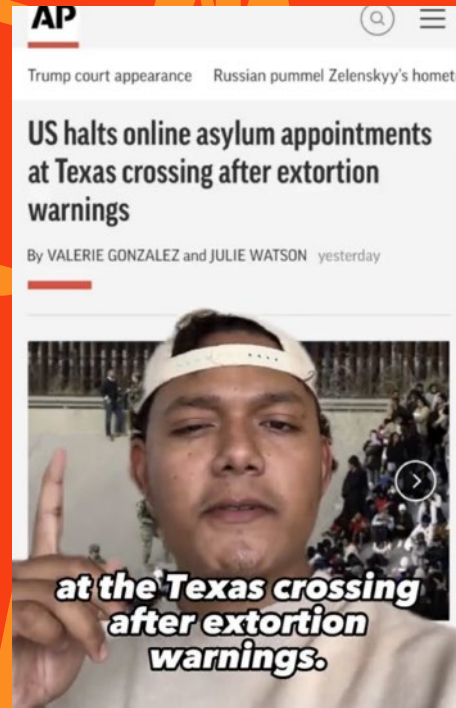 AP
Trump court appearance Russian pummel Zelenskyy's homet
US halts online asylum appointments
at Texas crossing after extortion
warnings
By VALERIE GONZALEZ and JULIE WATSON yesterday
at the Texas crossing
after extortion
warnings.